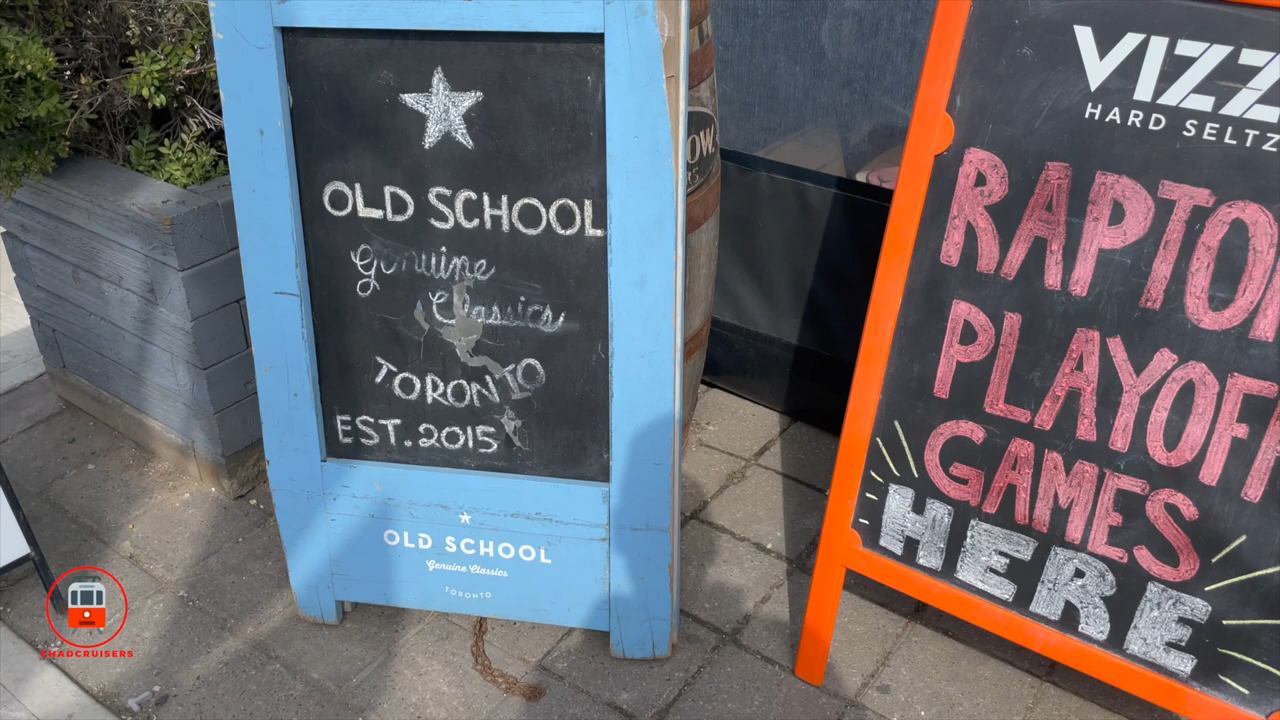 OLD SCHOOL
Genuine
Classics
TORONTO
EST. 2015
OLD SCHOOL
Genuine Classics
TORONTO
OW.
VIZZ
HARD SELTZ
RAPTO
PLAYOFF
GAMES
HERE
SHADCRUISERS